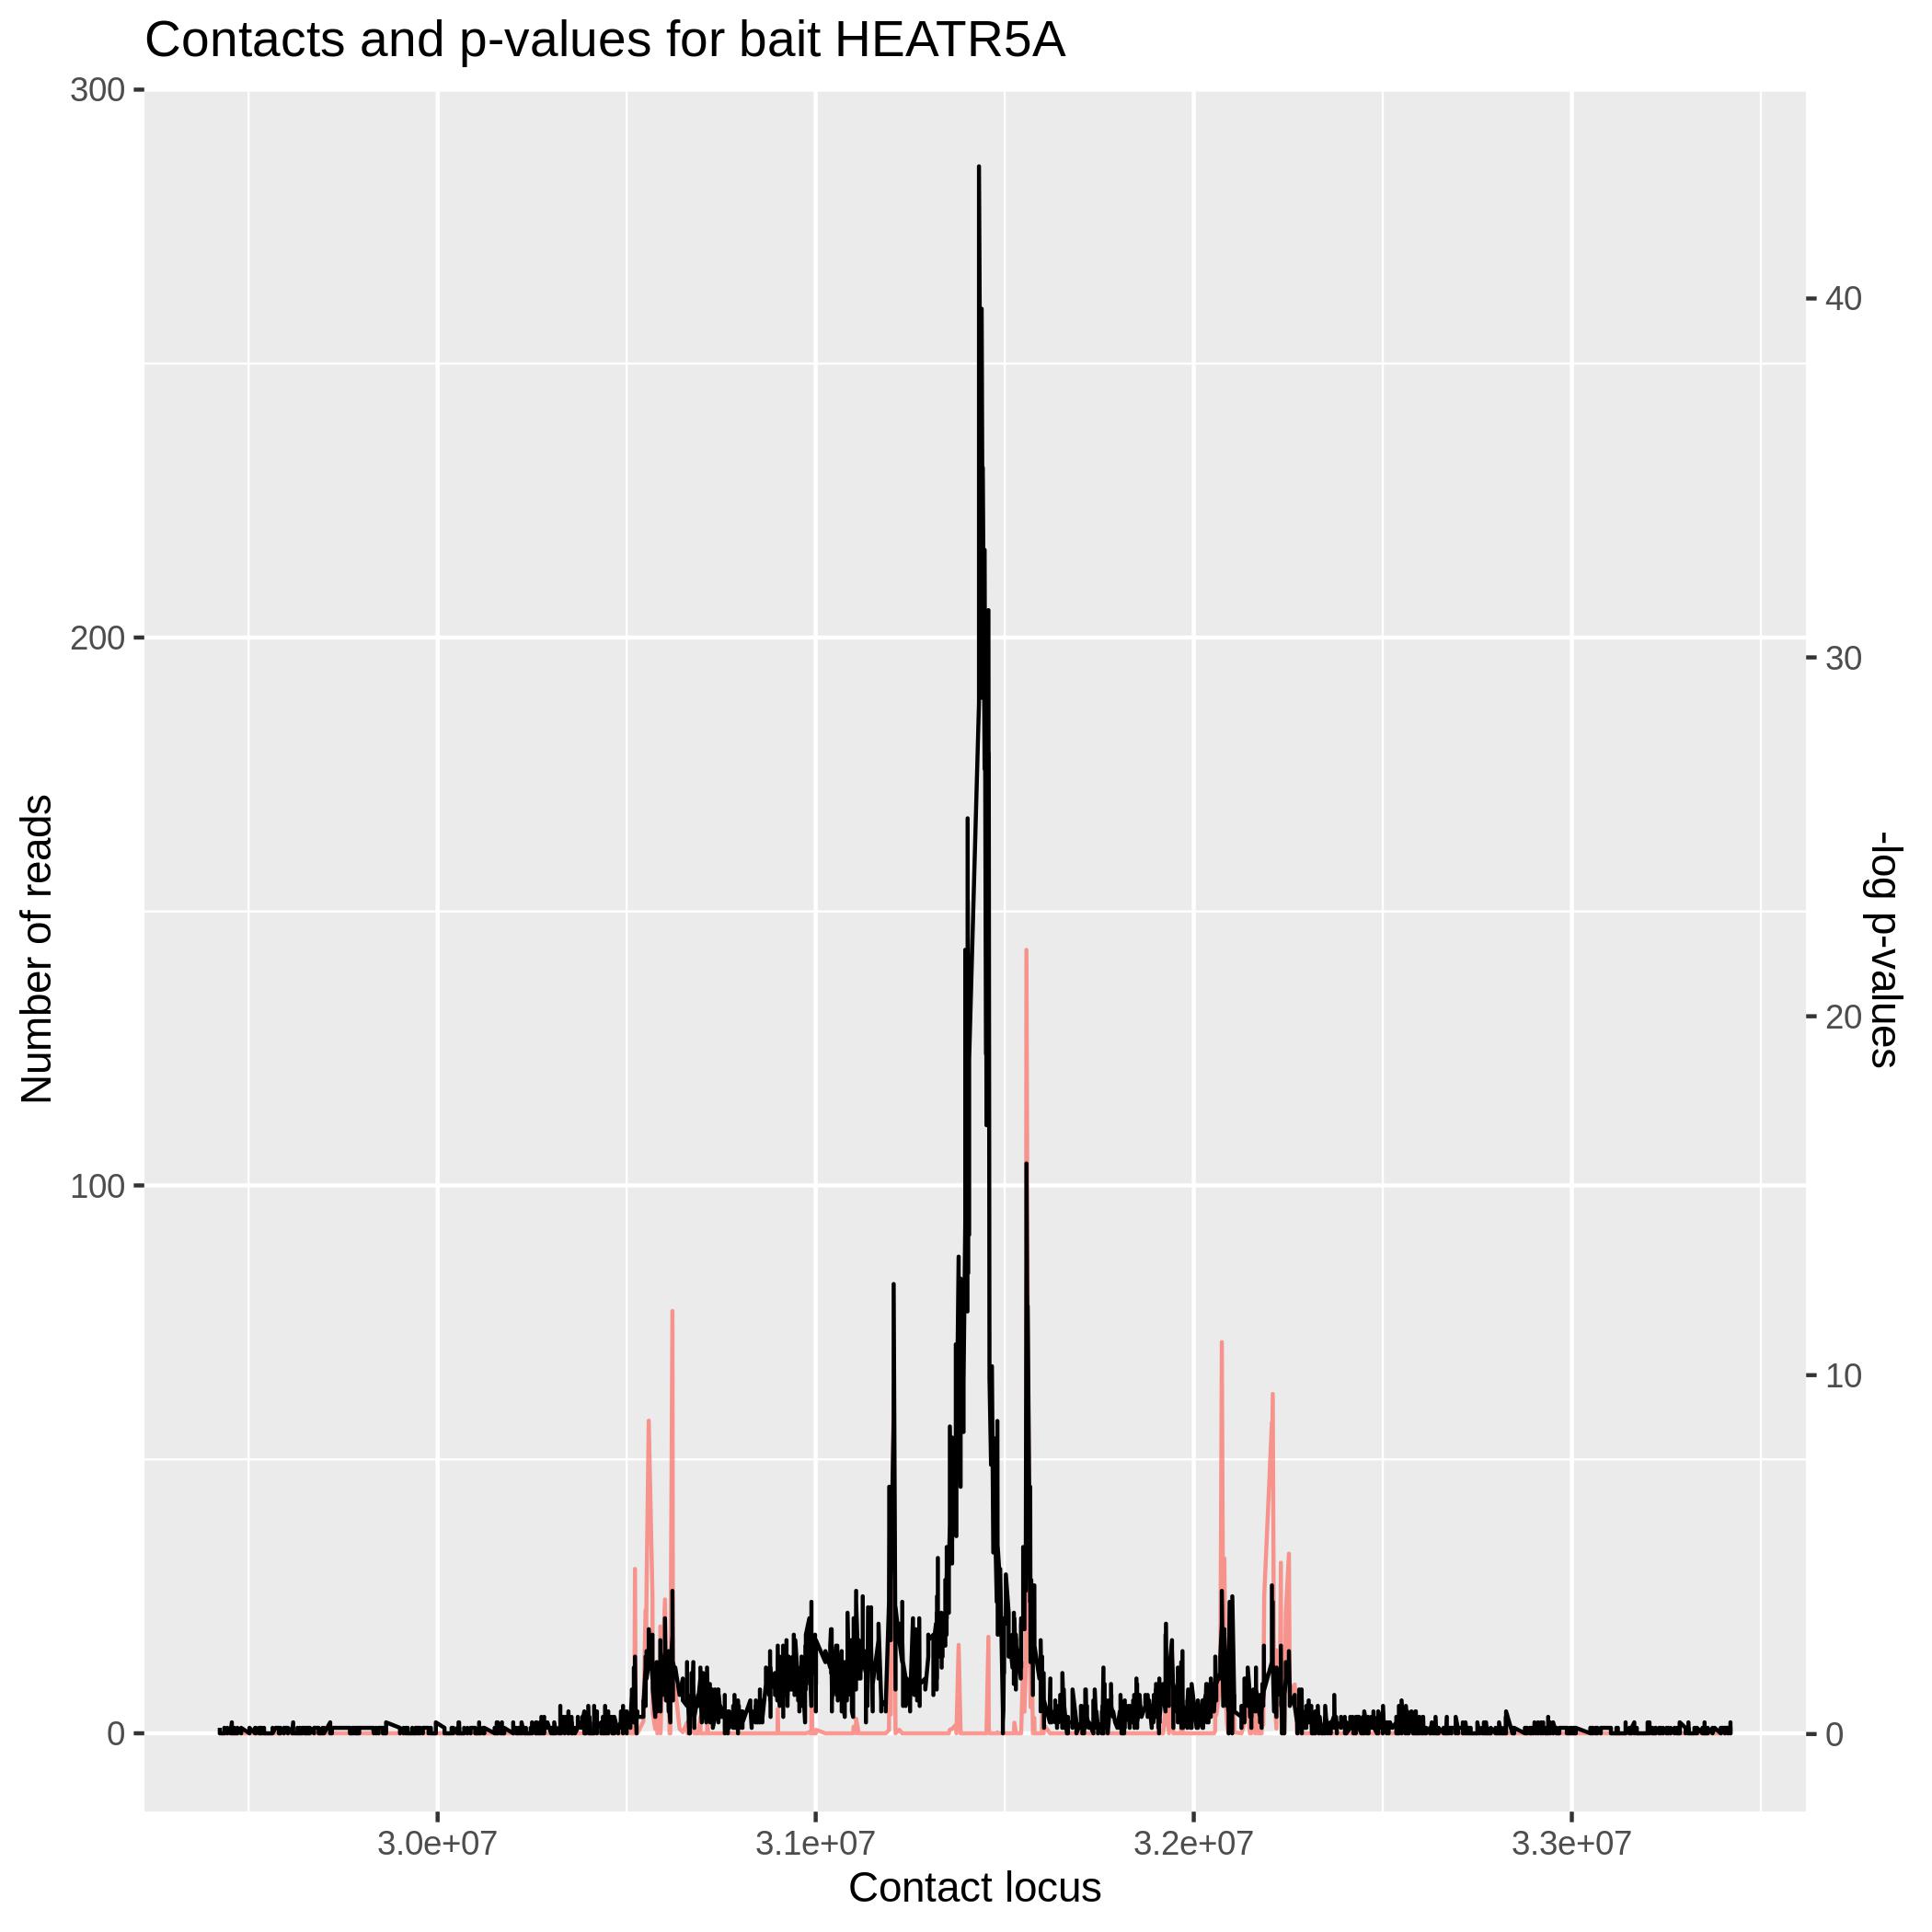 Contacts and p-values for bait HEATR5A
300
200
100
0
Number of reads
40
30
20
10
0
-log p-values
3.0e+07
3.1e+07
3.2e+07
3.3e+07
Contact locus